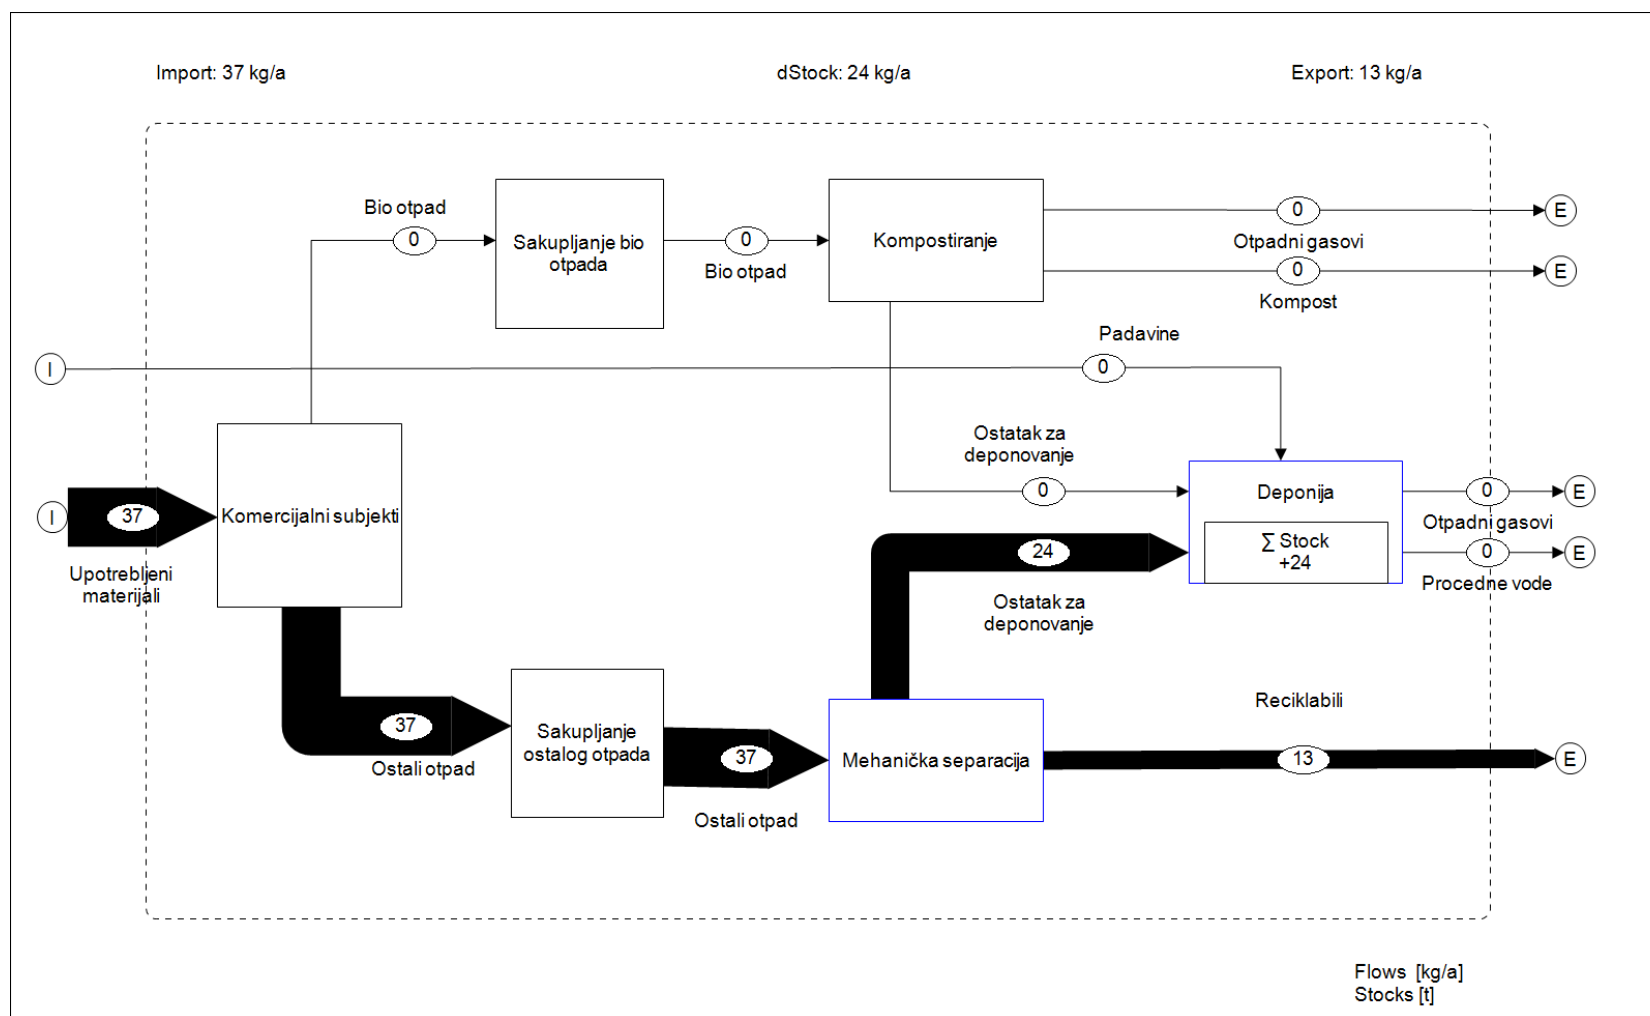 Import: 37 kg/a
dStock: 24 kg/a
Export: 13 kg/a
Bio otpad
0
Sakupljanje bio
otpada
0
Bio otpad
Kompostiranje
0
Otpadni gasovi
E
0
Kompost
E
I
Padavine
0
I
37
Upotrebljeni
materijali
Komercijalni subjekti
Ostatak za
deponovanje
0
Deponija
∑ Stock
+24
0
Otpadni gasovi
E
0
Procedne vode
E
24
Ostatak za
deponovanje
37
Ostali otpad
Sakupljanje
ostalog otpada
37
Ostali otpad
Mehanička separacija
Reciklabili
13
E
Flows [kg/a]
Stocks [t]